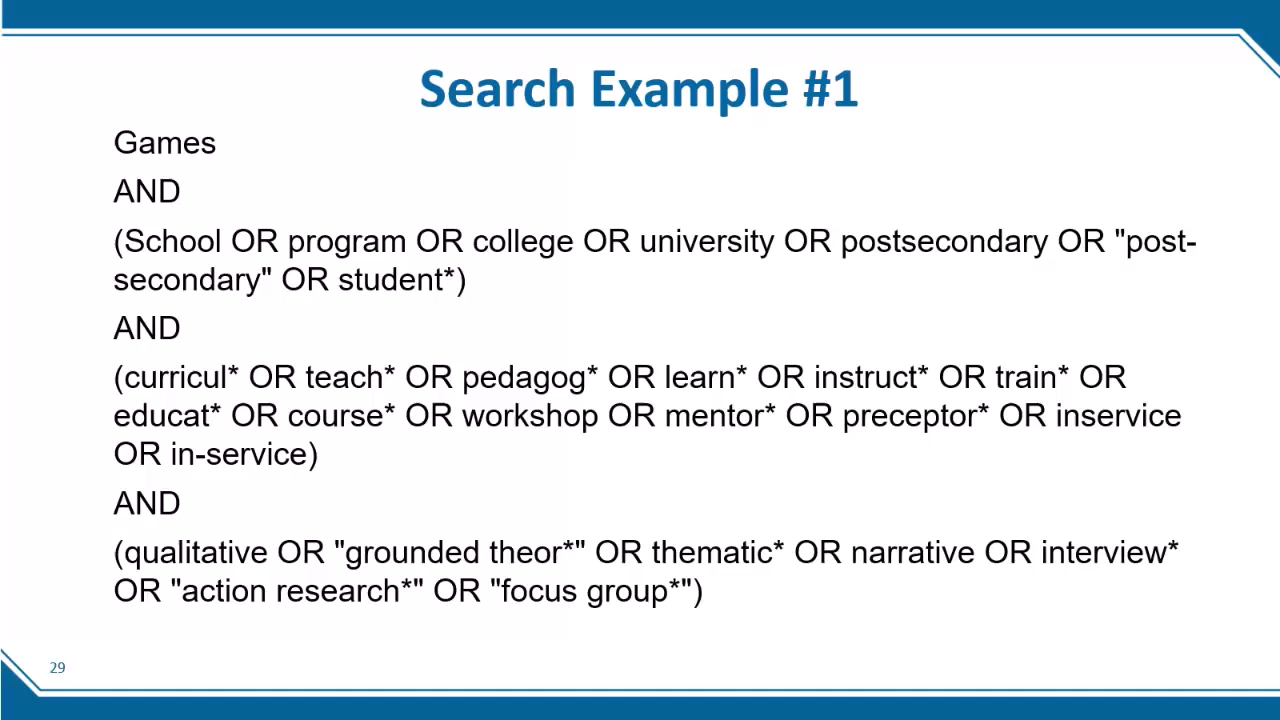 Search Example #1
Games
AND
(School OR program OR college OR university OR postsecondary OR "post-
secondary" OR student*)
AND
(curricul* OR teach* OR pedagog* OR learn* OR instruct* OR train* OR
educat* OR course* OR workshop OR mentor* OR preceptor* OR inservice
OR in-service)
AND
(qualitative OR "grounded theor*" OR thematic* OR narrative OR interview*
OR "action research*" OR "focus group*")
29